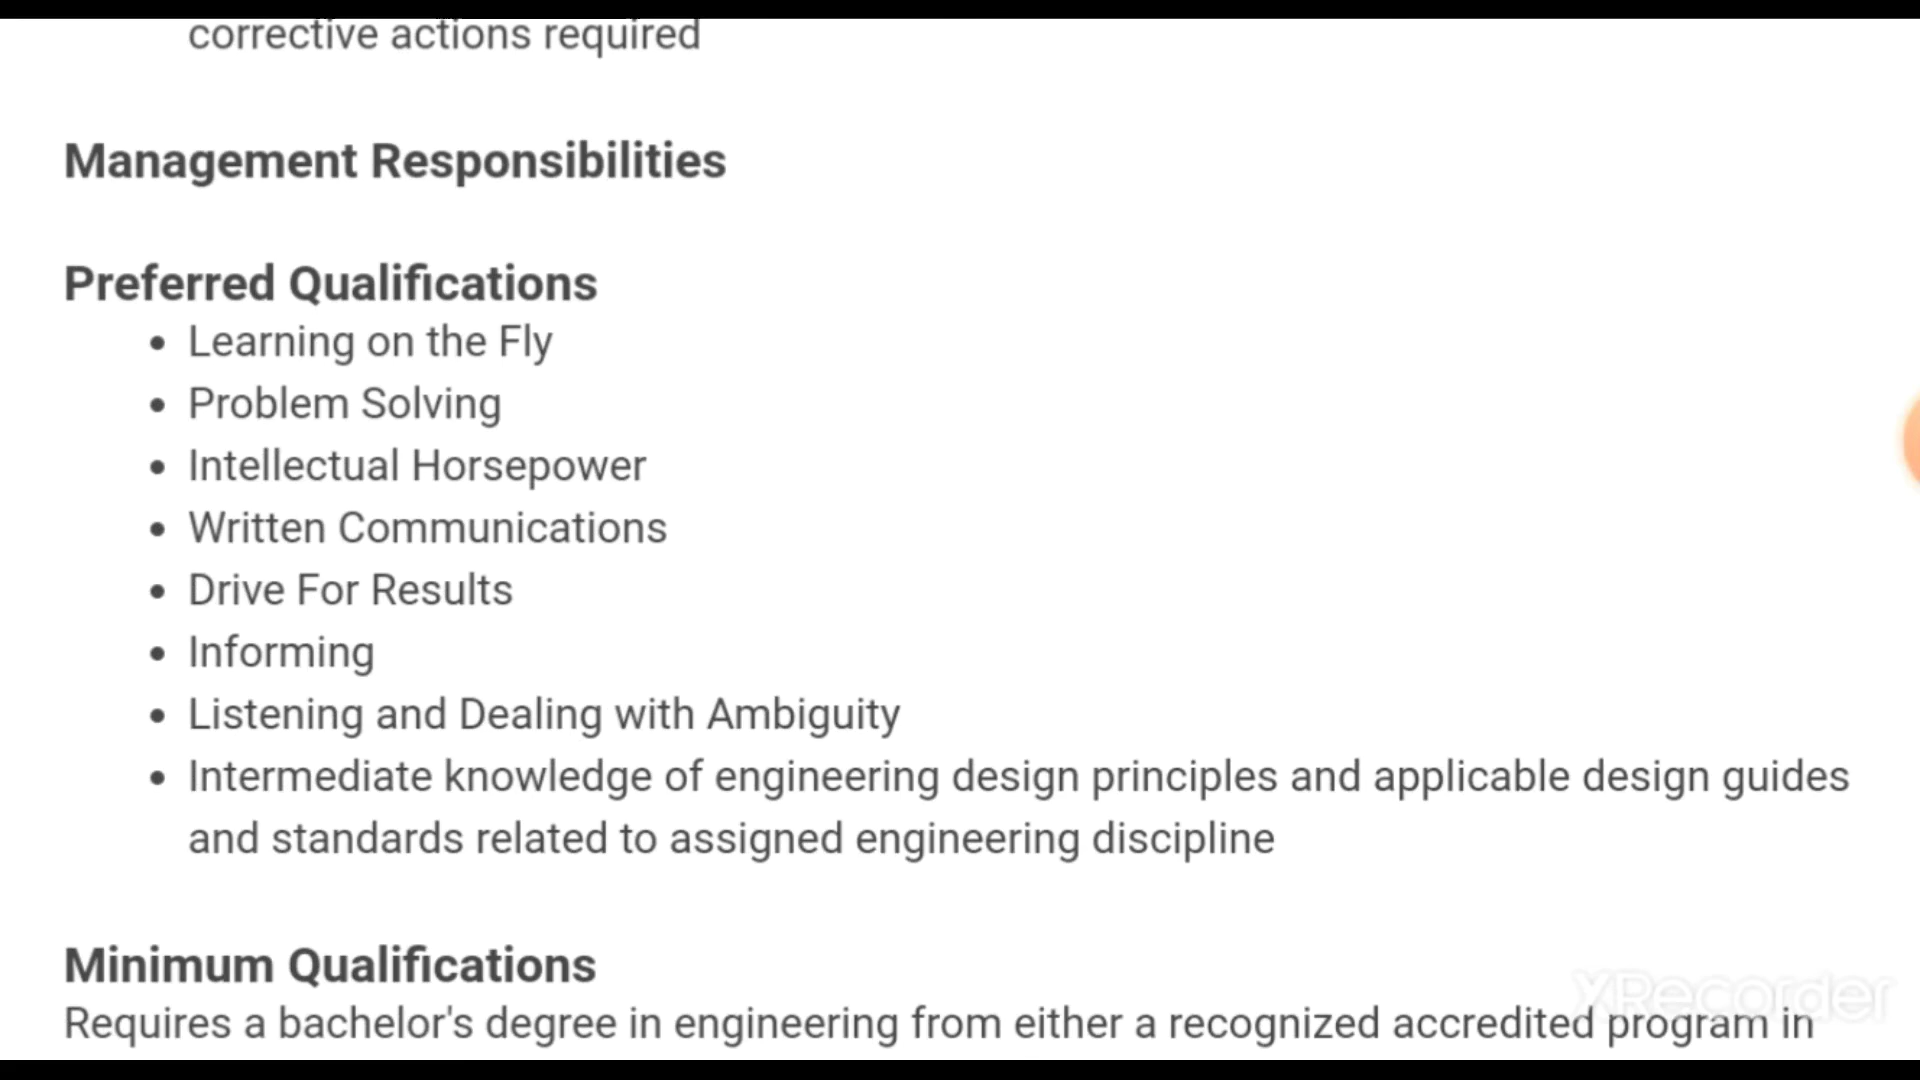 corrective actions required
Management Responsibilities
Preferred Qualifications
• Learning on the Fly
• Problem Solving
• Intellectual Horsepower
• Written Communications
• Drive For Results
• Informing
• Listening and Dealing with Ambiguity
• Intermediate knowledge of engineering design principles and applicable design guides
and standards related to assigned engineering discipline
Minimum Qualifications
XRecorder
Requires a bachelor's degree in engineering from either a recognized accredited program in